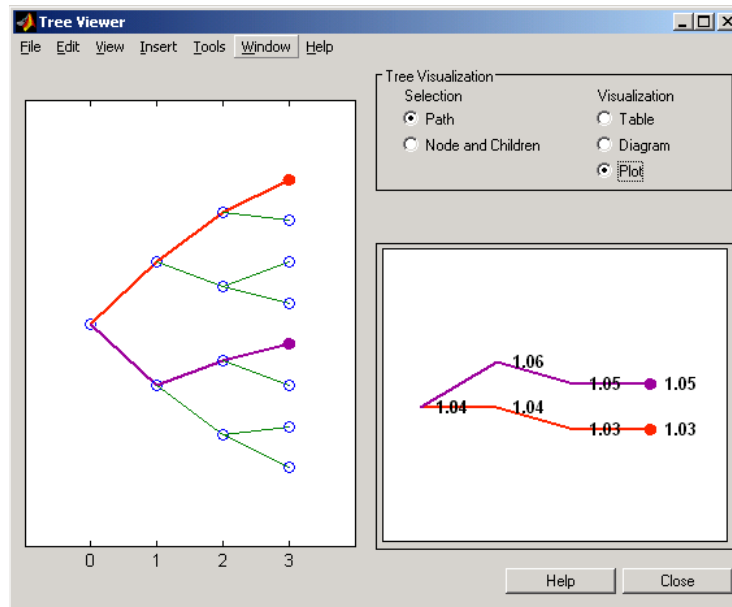 Tree Viewer
File Edit View Insert Tools Window Help
Tree Visualization
Selection
Visualization
Path
Table
Node and Children
Diagram
Plot
1.06
1.05 1.05
1.04 1.04
1.03 1.03
0 1 2 3
Help Close